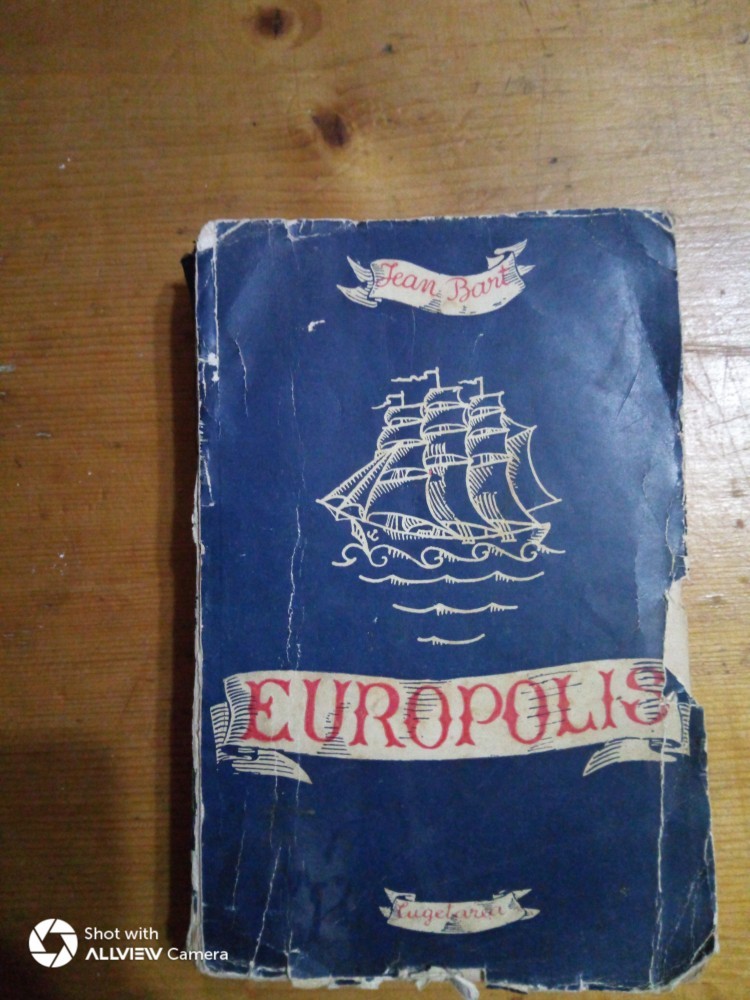 Jean Bart
EUROPOLIS
Cugetarea
Shot with
ALLVIEW Camera